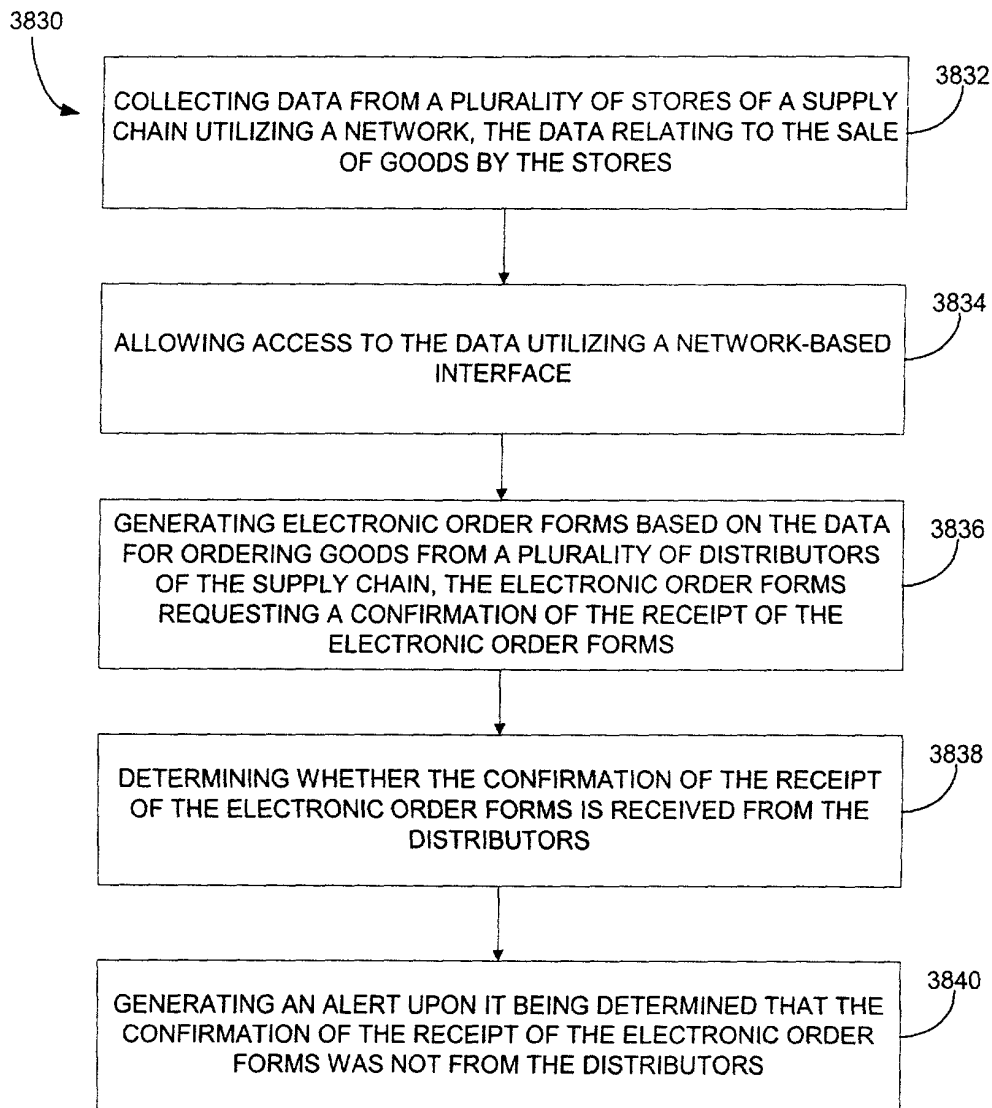 3830
3832
COLLECTING DATA FROM A PLURALITY OF STORES OF A SUPPLY
CHAIN UTILIZING A NETWORK, THE DATA RELATING TO THE SALE
OF GOODS BY THE STORES
3834
ALLOWING ACCESS TO THE DATA UTILIZING A NETWORK-BASED
INTERFACE
3836
GENERATING ELECTRONIC ORDER FORMS BASED ON THE DATA
FOR ORDERING GOODS FROM A PLURALITY OF DISTRIBUTORS
OF THE SUPPLY CHAIN, THE ELECTRONIC ORDER FORMS
REQUESTING A CONFIRMATION OF THE RECEIPT OF THE
ELECTRONIC ORDER FORMS
3838
DETERMINING WHETHER THE CONFIRMATION OF THE RECEIPT
OF THE ELECTRONIC ORDER FORMS IS RECEIVED FROM THE
DISTRIBUTORS
3840
GENERATING AN ALERT UPON IT BEING DETERMINED THAT THE
CONFIRMATION OF THE RECEIPT OF THE ELECTRONIC ORDER
FORMS WAS NOT FROM THE DISTRIBUTORS